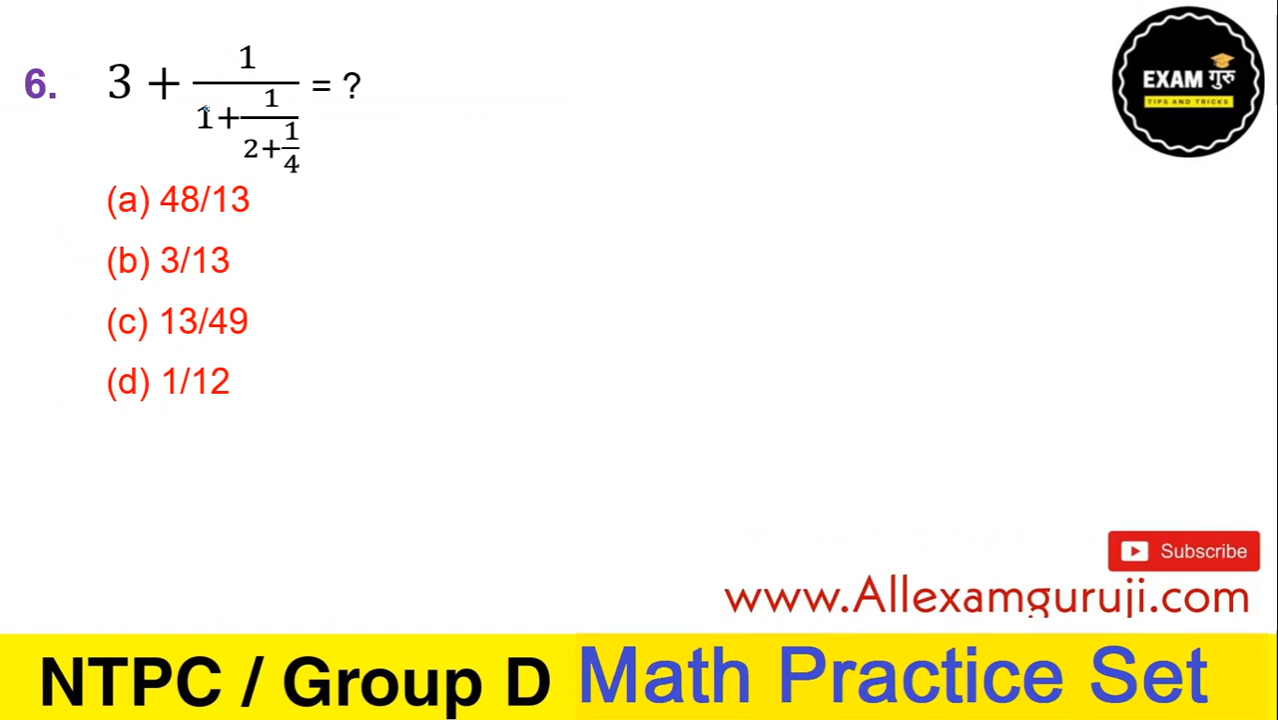 6. 3 + 1/(1+1/(2+1/4)) = ?
(a) 48/13
(b) 3/13
(c) 13/49
(d) 1/12
EXAM गुरु
TIPS AND TRICKS
Subscribe
www.Allexamguruji.com
NTPC / Group D Math Practice Set